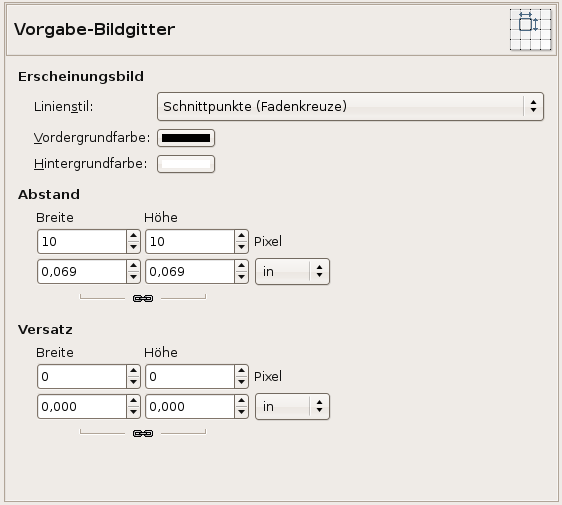 Vorgabe-Bildgitter
Erscheinungsbild
Linienstil: Schnittpunkte (Fadenkreuze)
Vordergrundfarbe:
Hintergrundfarbe:
Abstand
Breite Höhe
10 10 Pixel
0,069 0,069 in
Versatz
Breite Höhe
0 0 Pixel
0,000 0,000 in